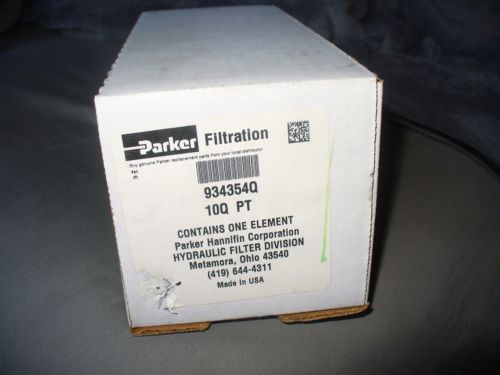 Parker Filtration
Buy genuine Parker replacement parts from your local distributor
934354Q
10Q PT
CONTAINS ONE ELEMENT
Parker Hannifin Corporation
HYDRAULIC FILTER DIVISION
Metamora, Ohio 43540
(419) 644-4311
Made in USA